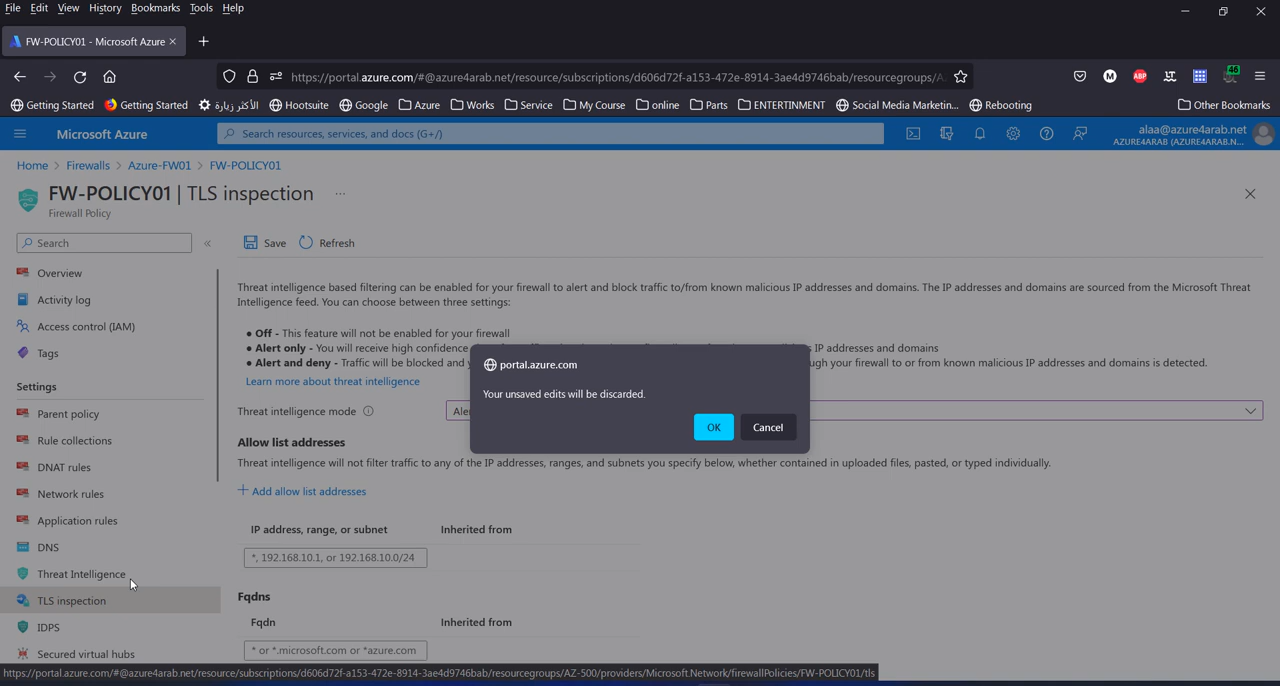 File Edit View History Bookmarks Tools Help
FW-POLICY01 - Microsoft Azure
https://portal.azure.com/#@azure4arab.net/resource/subscriptions/d606d72f-a153-472e-8914-3ae4d9746bab/resourcegroups/A
M ABP 46
Getting Started Getting Started الأكثر زيارة Hootsuite Google Azure Works Service My Course online Parts ENTERTINMENT Social Media Marketin... Rebooting Other Bookmarks
Microsoft Azure Search resources, services, and docs (G+/) alaa@azure4arab.net
AZURE4ARAB (AZURE4ARAB.N...
Home > Firewalls > Azure-FW01 > FW-POLICY01
FW-POLICY01 | TLS inspection ...
Firewall Policy
Search «
Save Refresh
Overview
Activity log
Access control (IAM)
Tags
Settings
Parent policy
Rule collections
DNAT rules
Network rules
Application rules
DNS
Threat Intelligence
TLS inspection
IDPS
Secured virtual hubs
Threat intelligence based filtering can be enabled for your firewall to alert and block traffic to/from known malicious IP addresses and domains. The IP addresses and domains are sourced from the Microsoft Threat
Intelligence feed. You can choose between three settings:
• Off - This feature will not be enabled for your firewall
• Alert only - You will receive high confidence IP addresses and domains
• Alert and deny - Traffic will be blocked and your firewall to or from known malicious IP addresses and domains is detected.
Learn more about threat intelligence
Threat intelligence mode
portal.azure.com
Your unsaved edits will be discarded.
OK Cancel
Allow list addresses
Threat intelligence will not filter traffic to any of the IP addresses, ranges, and subnets you specify below, whether contained in uploaded files, pasted, or typed individually.
+ Add allow list addresses
IP address, range, or subnet Inherited from
*, 192.168.10.1, or 192.168.10.0/24
Fqdns
Fqdn Inherited from
* or *.microsoft.com or *azure.com
https://portal.azure.com/#@azure4arab.net/resource/subscriptions/d606d72f-a153-472e-8914-3ae4d9746bab/resourcegroups/AZ-500/providers/Microsoft.Network/firewallPolicies/FW-POLICY01/tls